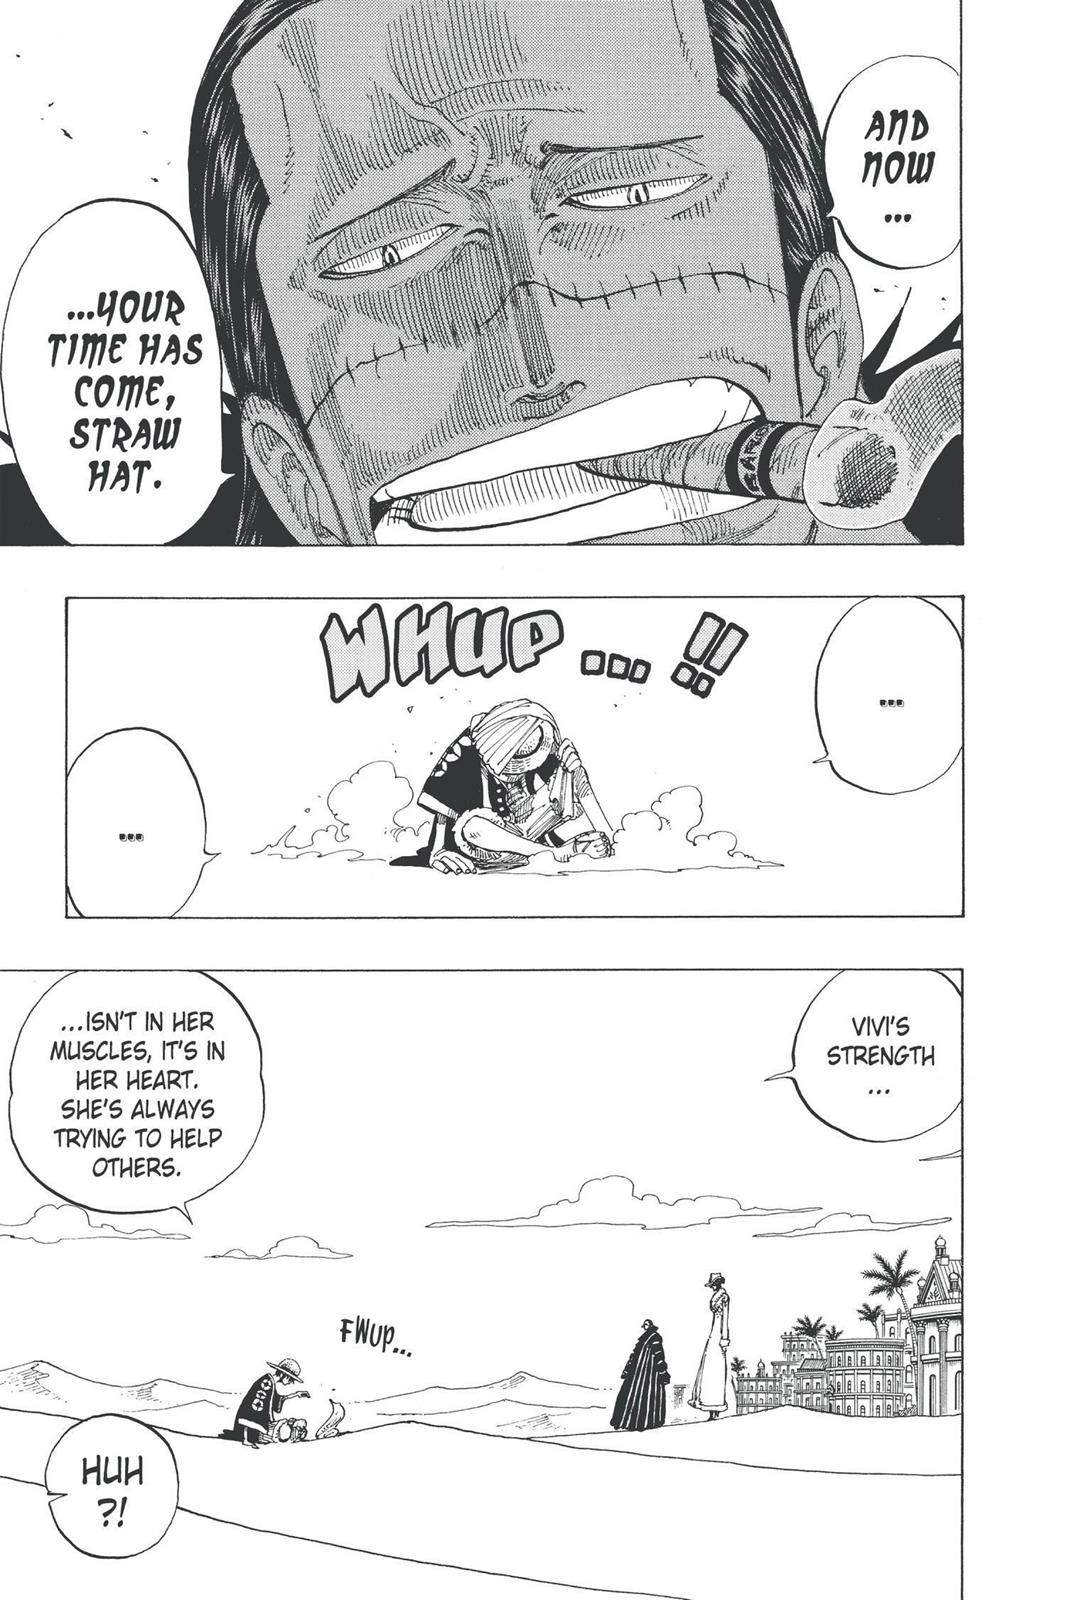 AND
NOW
...
...YOUR
TIME HAS
COME,
STRAW
HAT.
WHUP...!!
...
...
VIVI'S
STRENGTH
...
...ISN'T IN HER
MUSCLES, IT'S IN
HER HEART.
SHE'S ALWAYS
TRYING TO HELP
OTHERS.
FWUP...
HUH
?!